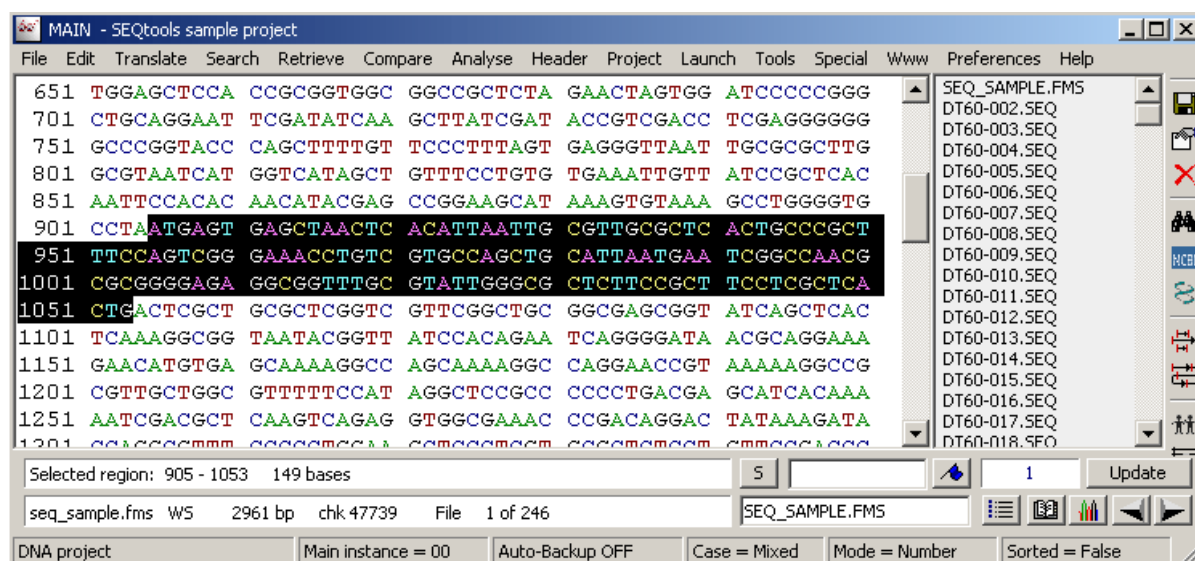 MAIN - SEQtools sample project
File Edit Translate Search Retrieve Compare Analyse Header Project Launch Tools Special Www Preferences Help
651 TGGAGCTCCA CCGCGGTGGC GGCCGCTCTA GAACTAGTGG ATCCCCCGGG
701 CTGCAGGAAT TCGATATCAA GCTTATCGAT ACCGTCGACC TCGAGGGGGG
751 GCCCGGTACC CAGCTTTTGT TCCCTTTAGT GAGGGTTAAT TGCGCGCTTG
801 GCGTAATCAT GGTCATAGCT GTTTCCTGTG TGAAATTGTT ATCCGCTCAC
851 AATTCCACAC AACATACGAG CCGGAAGCAT AAAGTGTAAA GCCTGGGGTG
901 CCTAATGAGT GAGCTAACTC ACATTAATTG CGTTGCGCTC ACTGCCCGCT
951 TTCCAGTCGG GAAACCTGTC GTGCCAGCTG CATTAATGAA TCGGCCAACG
1001 CGCGGGGAGA GGCGGTTTGC GTATTGGGCG CTCTTCCGCT TCCTCGCTCA
1051 CTGACTCGCT GCGCTCGGTC GTTCGGCTGC GGCGAGCGGT ATCAGCTCAC
1101 TCAAAGGCGG TAATACGGTT ATCCACAGAA TCAGGGGATA ACGCAGGAAA
1151 GAACATGTGA GCAAAAGGCC AGCAAAAGGC CAGGAACCGT AAAAAGGCCG
1201 CGTTGCTGGC GTTTTTCCAT AGGCTCCGCC CCCCTGACGA GCATCACAAA
1251 AATCGACGCT CAAGTCAGAG GTGGCGAAAC CCGACAGGAC TATAAAGATA
1301 CCAGGCGTTT CCCCCTGGAA GCTCCCTCGT GCGCTCTCCT GTTCCGACCC
SEQ_SAMPLE.FMS
DT60-002.SEQ
DT60-003.SEQ
DT60-004.SEQ
DT60-005.SEQ
DT60-006.SEQ
DT60-007.SEQ
DT60-008.SEQ
DT60-009.SEQ
DT60-010.SEQ
DT60-011.SEQ
DT60-012.SEQ
DT60-013.SEQ
DT60-014.SEQ
DT60-015.SEQ
DT60-016.SEQ
DT60-017.SEQ
DT60-018.SEQ
Selected region: 905 - 1053 149 bases
S
1
Update
seq_sample.fms WS 2961 bp chk 47739 File 1 of 246
SEQ_SAMPLE.FMS
DNA project
Main instance = 00
Auto-Backup OFF
Case = Mixed
Mode = Number
Sorted = False